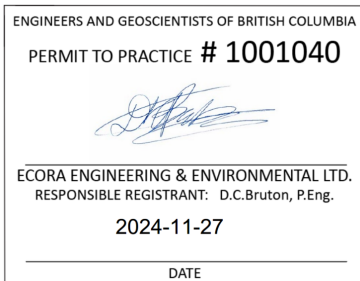 ENGINEERS AND GEOSCIENTISTS OF BRITISH COLUMBIA
PERMIT TO PRACTICE # 1001040
ECORA ENGINEERING & ENVIRONMENTAL LTD.
RESPONSIBLE REGISTRANT: D.C.Bruton, P.Eng.
2024-11-27
DATE